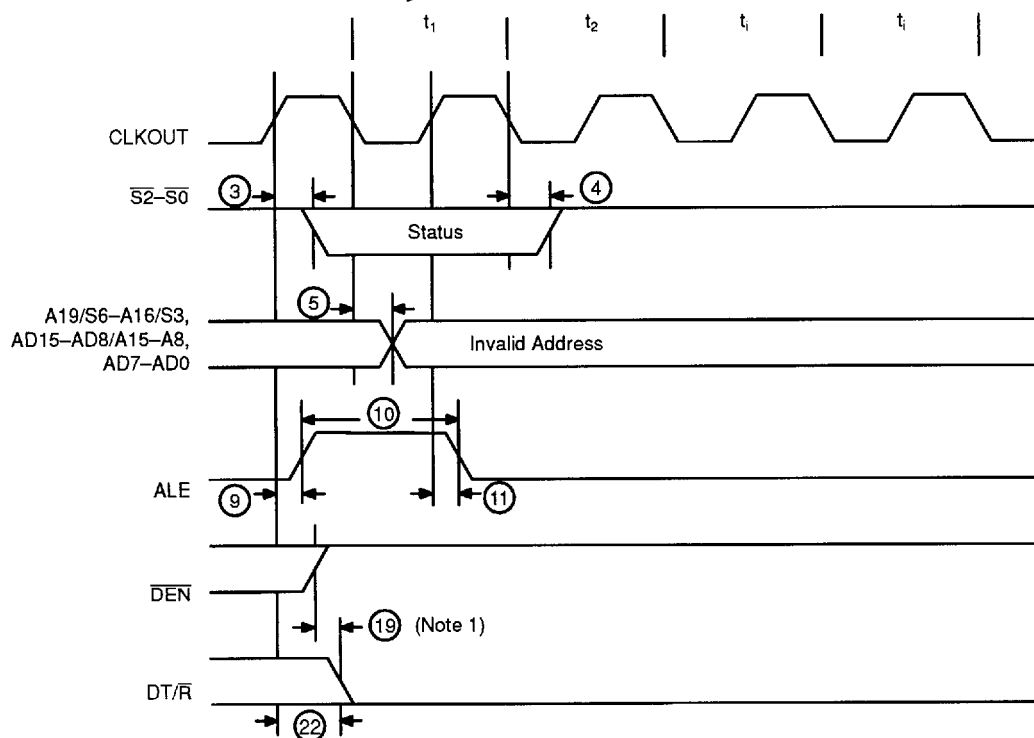 t1 t2 ti ti
CLKOUT
S2–S0
3
4
Status
5
A19/S6–A16/S3,
AD15–AD8/A15–A8,
AD7–AD0
Invalid Address
10
ALE
9
11
DEN
19 (Note 1)
DT/R
22